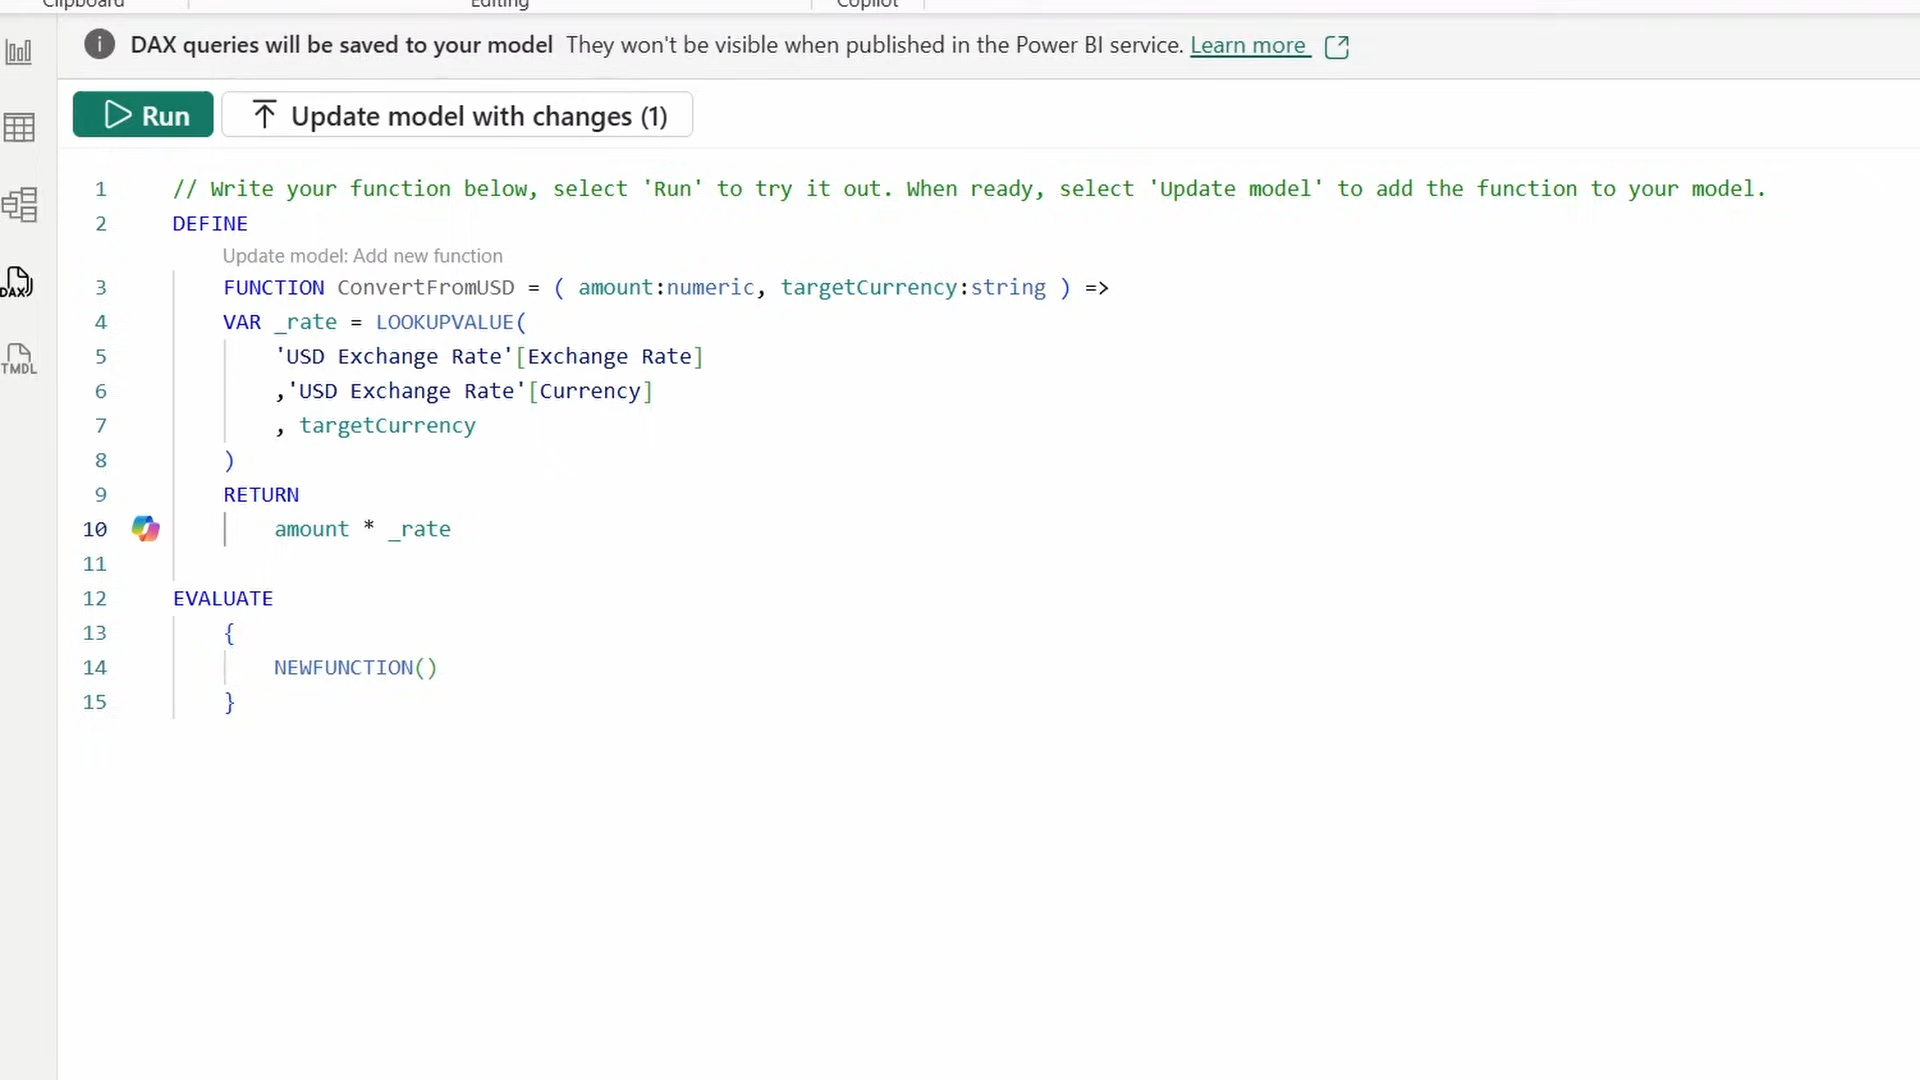 Clipboard Editing Copilot
DAX queries will be saved to your model They won't be visible when published in the Power BI service. Learn more
Run Update model with changes (1)
1 // Write your function below, select 'Run' to try it out. When ready, select 'Update model' to add the function to your model.
2 DEFINE
Update model: Add new function
3 FUNCTION ConvertFromUSD = ( amount:numeric, targetCurrency:string ) =>
4 VAR _rate = LOOKUPVALUE(
5 'USD Exchange Rate'[Exchange Rate]
6 ,'USD Exchange Rate'[Currency]
7 , targetCurrency
8 )
9 RETURN
10 amount * _rate
11
12 EVALUATE
13 {
14 NEWFUNCTION()
15 }
DAX
TMDL